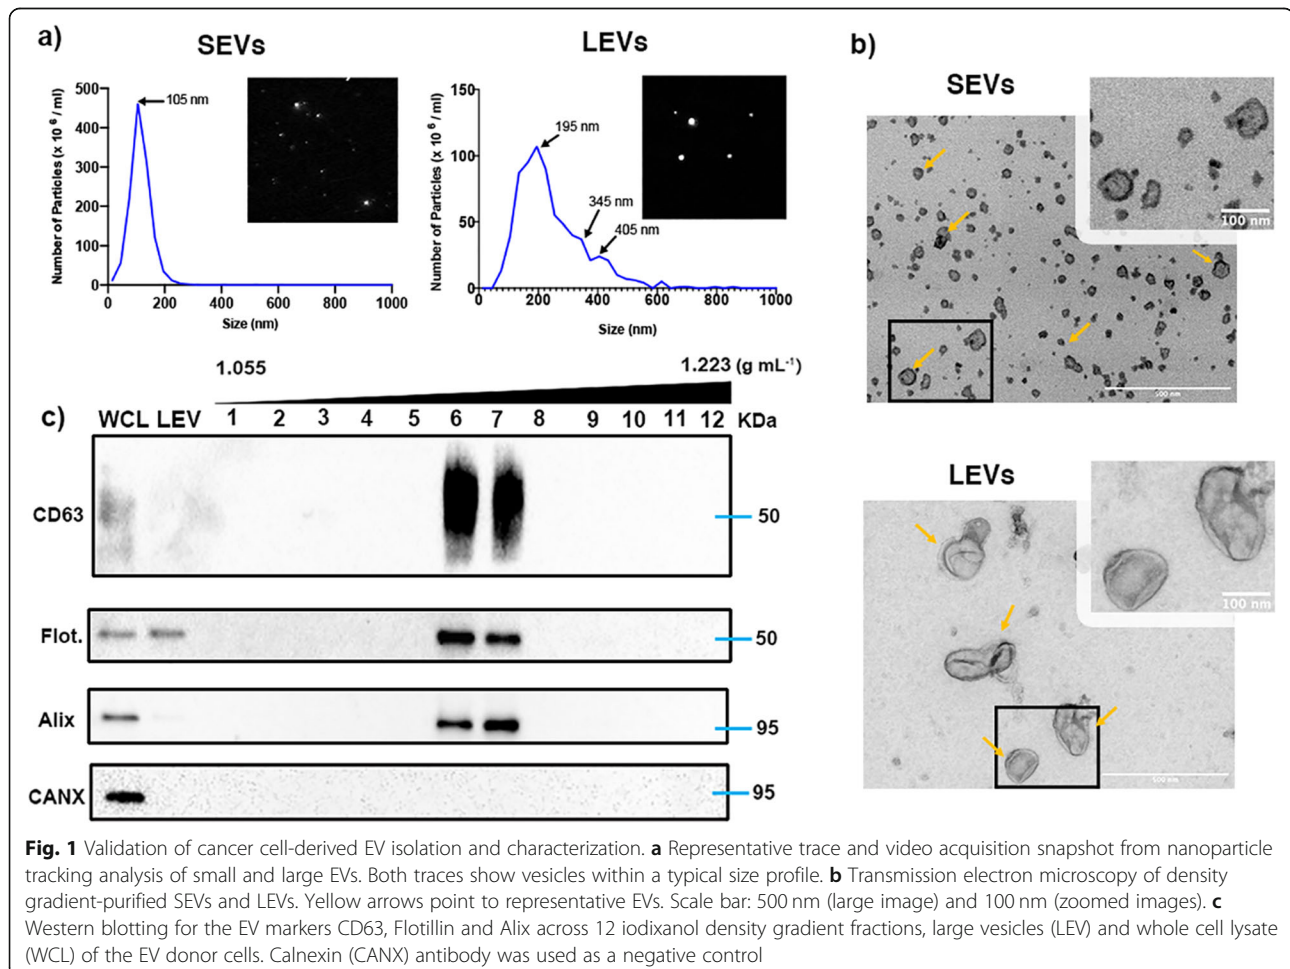 a)
SEVs
Number of Particles (x 10 ⁶ / ml)
500
400
300
200
100
0
105 nm
0 200 400 600 800 1000
Size (nm)
LEVs
Number of Particles (x 10 ⁶ / ml)
150
100
50
0
195 nm
345 nm
405 nm
0 200 400 600 800 1000
Size (nm)
b)
SEVs
100 nm
500 nm
LEVs
100 nm
500 nm
1.055 1.223 (g mL⁻¹)
c) WCL LEV 1 2 3 4 5 6 7 8 9 10 11 12 KDa
CD63 50
Flot. 50
Alix 95
CANX 95
Fig. 1 Validation of cancer cell-derived EV isolation and characterization. a Representative trace and video acquisition snapshot from nanoparticle
tracking analysis of small and large EVs. Both traces show vesicles within a typical size profile. b Transmission electron microscopy of density
gradient-purified SEVs and LEVs. Yellow arrows point to representative EVs. Scale bar: 500 nm (large image) and 100 nm (zoomed images). c
Western blotting for the EV markers CD63, Flotillin and Alix across 12 iodixanol density gradient fractions, large vesicles (LEV) and whole cell lysate
(WCL) of the EV donor cells. Calnexin (CANX) antibody was used as a negative control